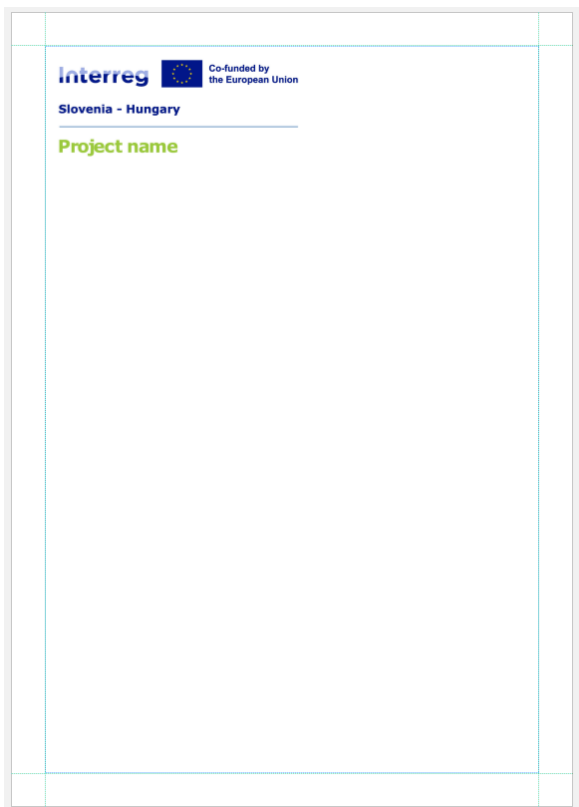 Interreg
Co-funded by
the European Union
Slovenia - Hungary
Project name